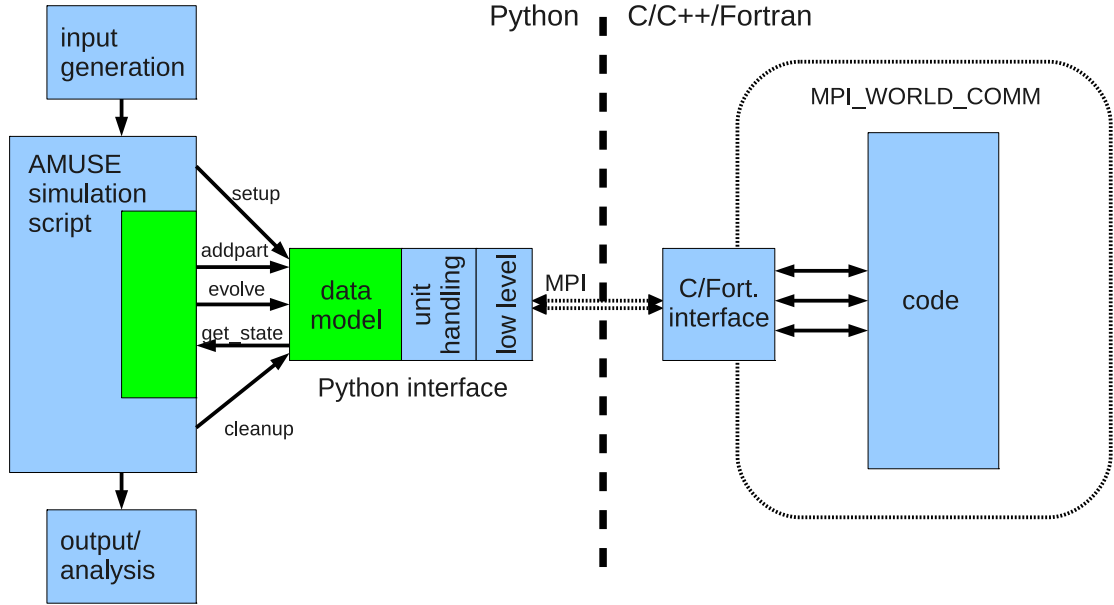 Python
C/C++/Fortran
input
generation
MPI_WORLD_COMM
AMUSE
simulation
script
setup
addpart
evolve
get_state
cleanup
data
model
unit
handling
low level
Python interface
MPI
C/Fort.
interface
code
output/
analysis